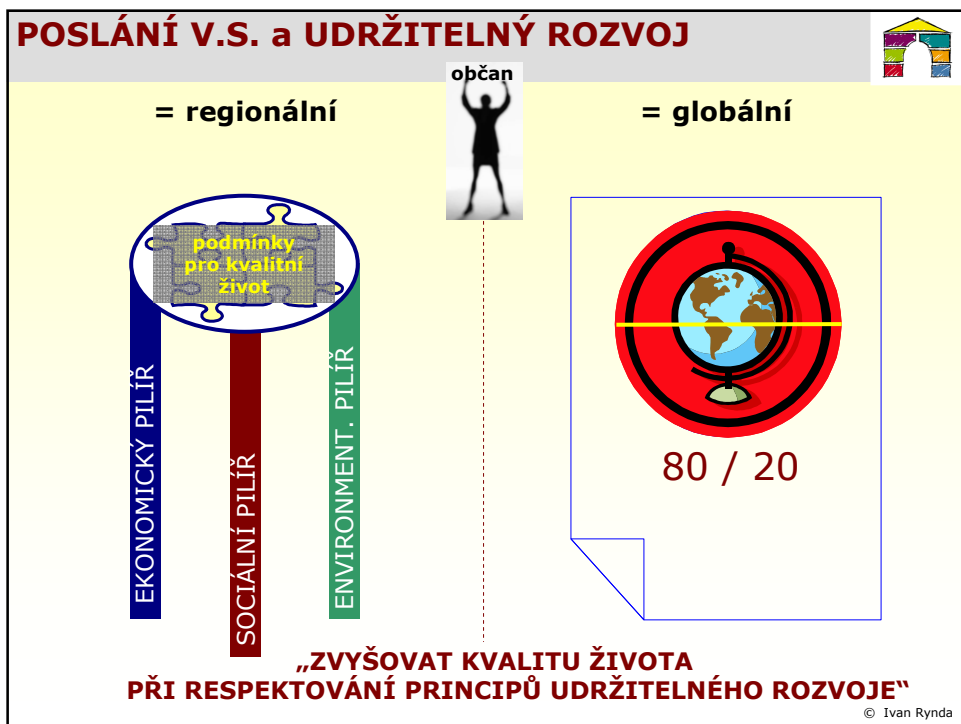 POSLÁNÍ V.S. a UDRŽITELNÝ ROZVOJ
občan
= regionální
= globální
podmínky
pro kvalitní
život
EKONOMICKÝ PILÍŘ
SOCIÁLNÍ PILÍŘ
ENVIRONMENT. PILÍŘ
80 / 20
„ZVYŠOVAT KVALITU ŽIVOTA
PŘI RESPEKTOVÁNÍ PRINCIPŮ UDRŽITELNÉHO ROZVOJE“
© Ivan Rynda